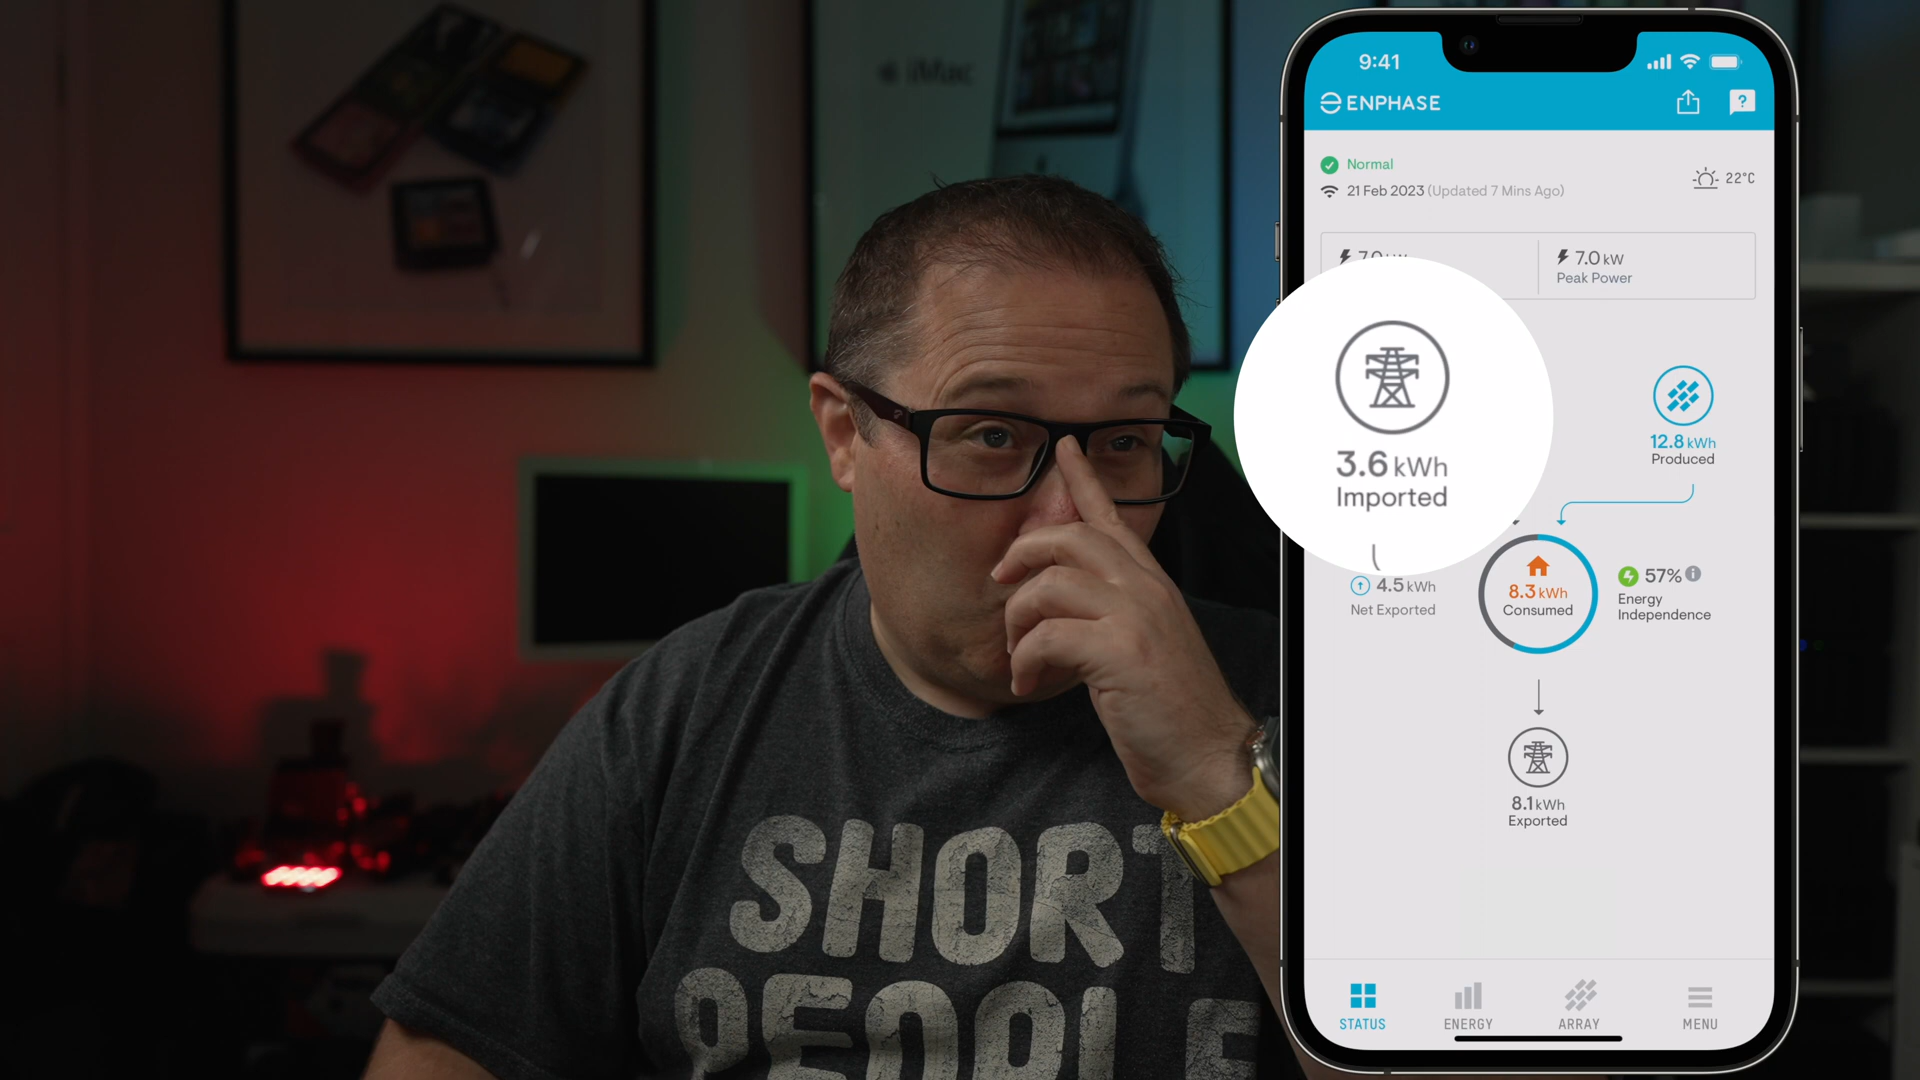 iMac
9:41
ENPHASE
?
Normal
21 Feb 2023 (Updated 7 Mins Ago)
22°C
7.0 kW
Peak Power
3.6 kWh
Imported
12.8 kWh
Produced
4.5 kWh
Net Exported
8.3 kWh
Consumed
57% i
Energy
Independence
8.1 kWh
Exported
STATUS
ENERGY
ARRAY
MENU
SHORT
PEOPLE